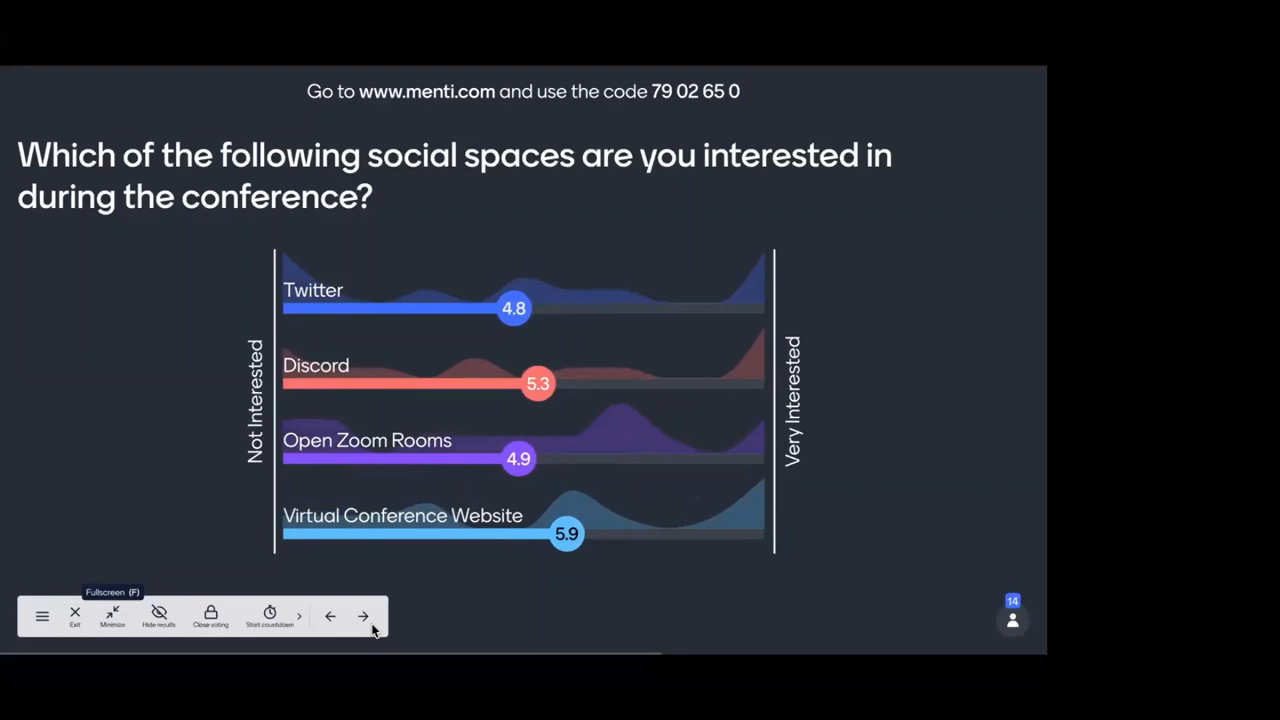 Go to www.menti.com and use the code 79 02 65 0
Which of the following social spaces are you interested in
during the conference?
Not Interested
Twitter
4.8
Discord
5.3
Open Zoom Rooms
4.9
Virtual Conference Website
5.9
Very Interested
Fullscreen (F)
Exit
Minimize
Hide results
Close voting
Start countdown
14